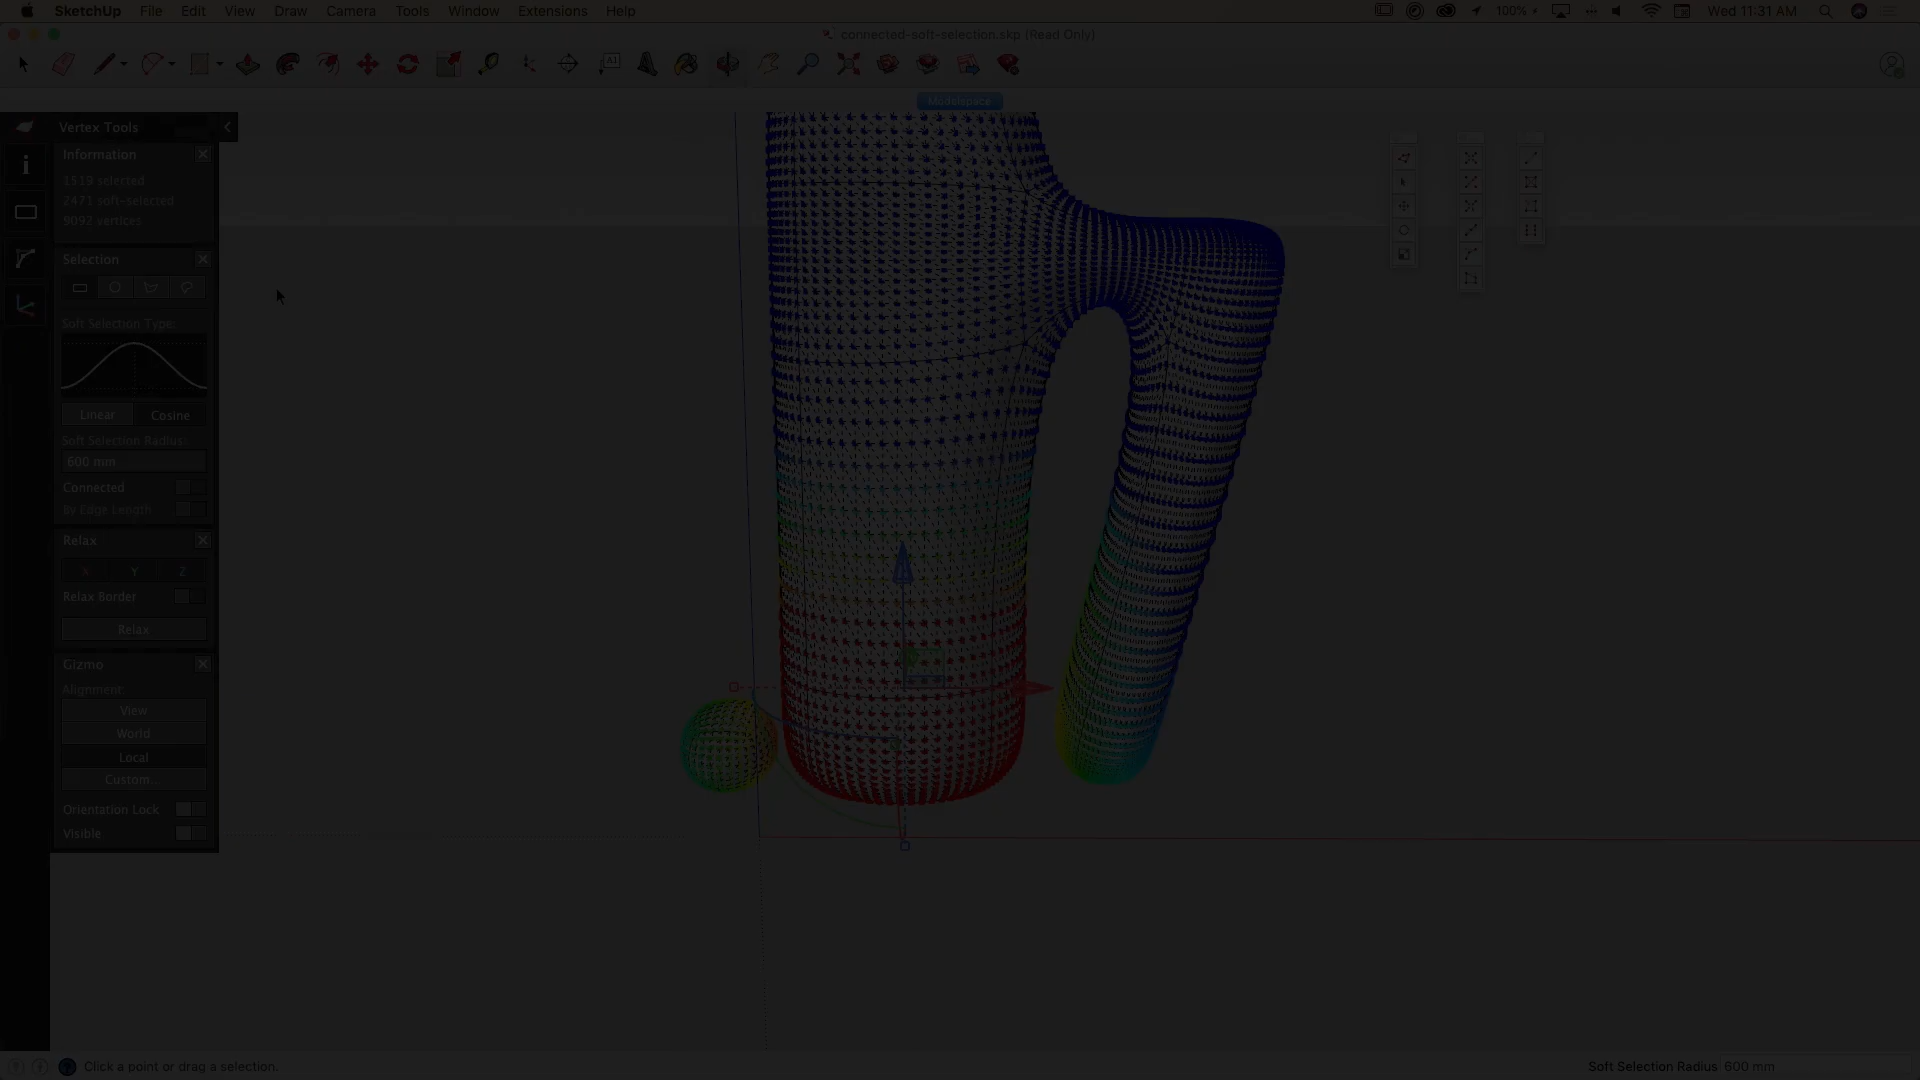 SketchUp File Edit View Draw Camera Tools Window Extensions Help 100% Wed 11:31 AM
connected-soft-selection.skp (Read Only)
Modelspace
Vertex Tools
Information
1519 selected
2471 soft-selected
9092 vertices
Selection
Soft Selection Type:
Linear Cosine
Soft Selection Radius:
600 mm
Connected
By Edge Length
Relax
X Y Z
Relax Border
Relax
Gizmo
Alignment:
View
World
Local
Custom...
Orientation Lock
Visible
Click a point or drag a selection.
Soft Selection Radius 600 mm